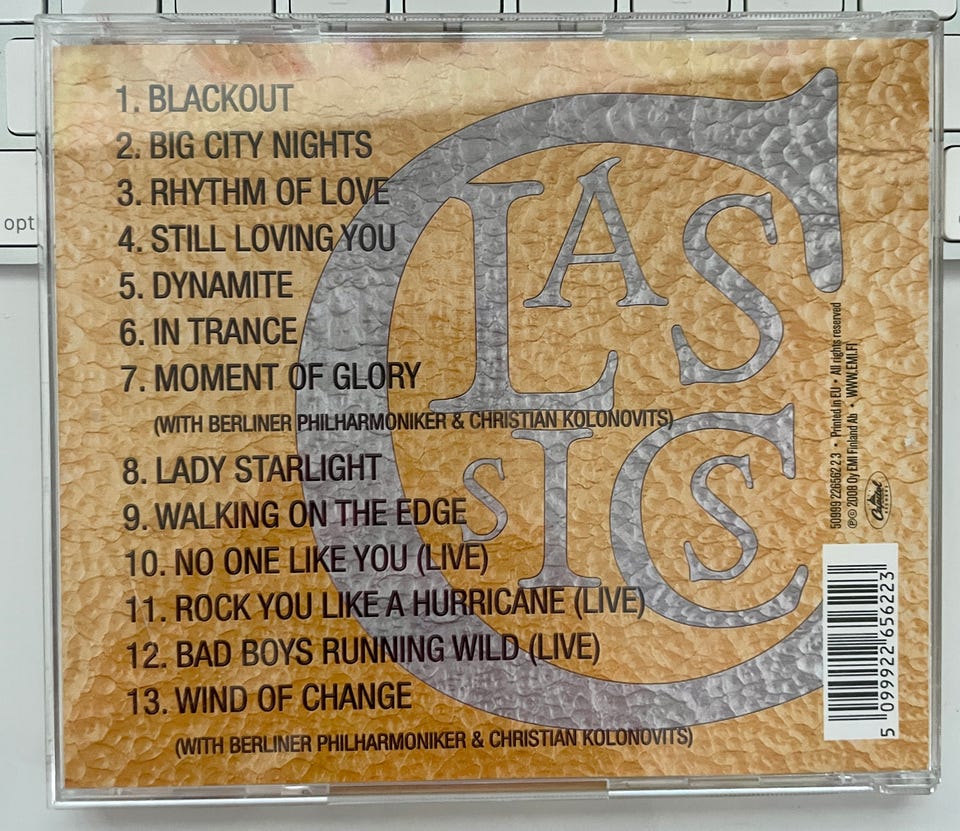 1. BLACKOUT
2. BIG CITY NIGHTS
3. RHYTHM OF LOVE
4. STILL LOVING YOU
5. DYNAMITE
6. IN TRANCE
7. MOMENT OF GLORY
(WITH BERLINER PHILHARMONIKER & CHRISTIAN KOLONOVITS)
8. LADY STARLIGHT
9. WALKING ON THE EDGE
10. NO ONE LIKE YOU (LIVE)
11. ROCK YOU LIKE A HURRICANE (LIVE)
12. BAD BOYS RUNNING WILD (LIVE)
13. WIND OF CHANGE
(WITH BERLINER PHILHARMONIKER & CHRISTIAN KOLONOVITS)
CLASSICS
50999 2265622 3 • Printed in EU • All rights reserved
℗© 2008 Oy EMI Finland Ab • WWW.EMI.FI
Capitol
5 099922 656223
opt